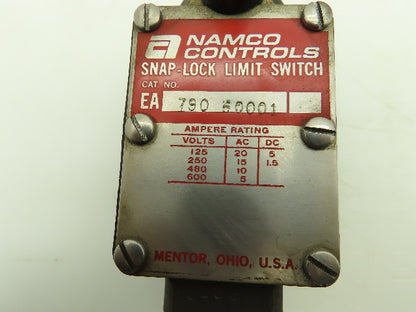 NAMCO
CONTROLS
SNAP-LOCK LIMIT SWITCH
CAT. NO.
EA 790 60001
AMPERE RATING
VOLTS AC DC
125 20 5
250 15 1.5
480 10
600 5
MENTOR, OHIO, U.S.A.